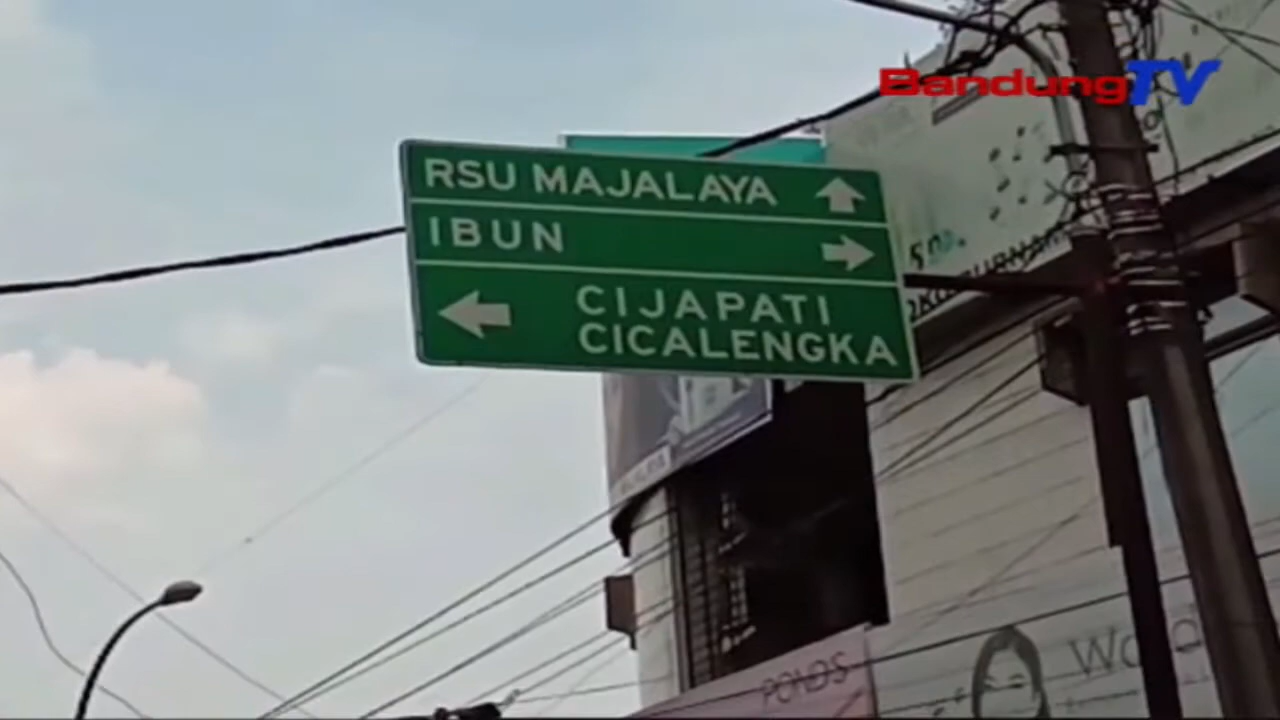 BandungTV
RSU MAJALAYA
IBUN
CIJAPATI
CICALENGKA
PONDS